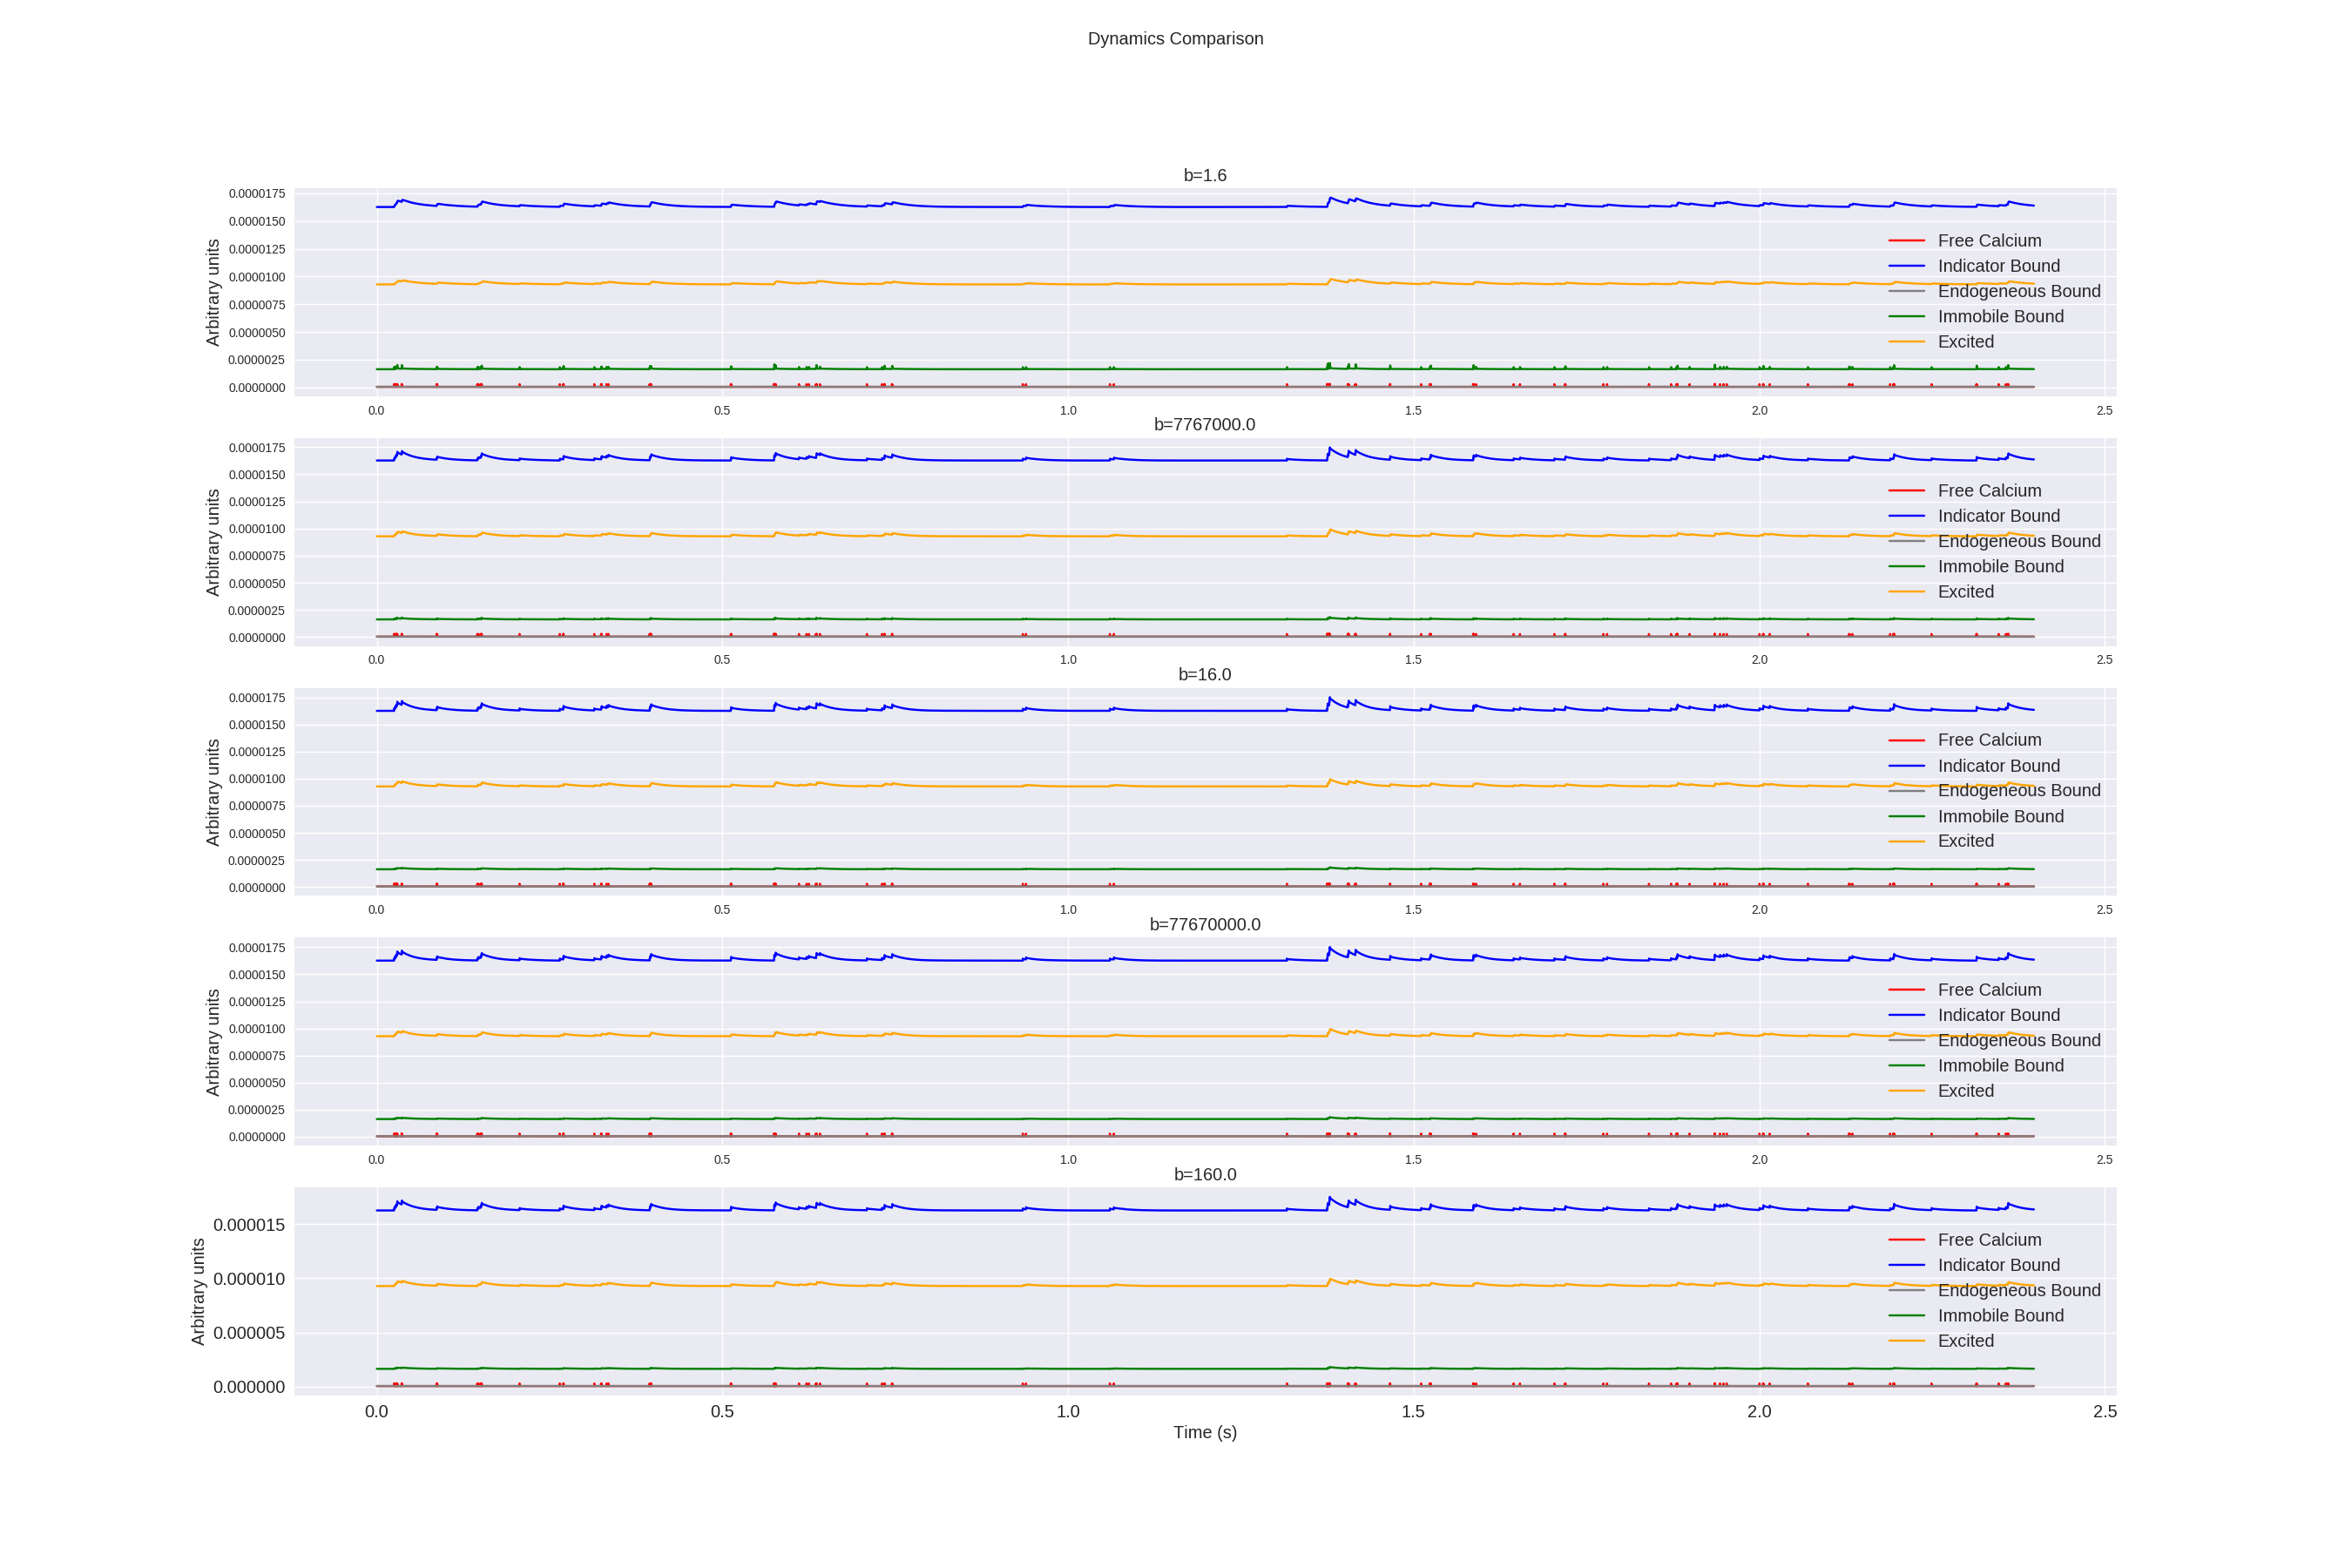 Dynamics Comparison
b=1.6
Arbitrary units
0.0000175
0.0000150
0.0000125
0.0000100
0.0000075
0.0000050
0.0000025
0.0000000
Free Calcium
Indicator Bound
Endogeneous Bound
Immobile Bound
Excited
0.0 0.5 1.0 1.5 2.0 2.5
b=7767000.0
Arbitrary units
0.0000175
0.0000150
0.0000125
0.0000100
0.0000075
0.0000050
0.0000025
0.0000000
Free Calcium
Indicator Bound
Endogeneous Bound
Immobile Bound
Excited
0.0 0.5 1.0 1.5 2.0 2.5
b=16.0
Arbitrary units
0.0000175
0.0000150
0.0000125
0.0000100
0.0000075
0.0000050
0.0000025
0.0000000
Free Calcium
Indicator Bound
Endogeneous Bound
Immobile Bound
Excited
0.0 0.5 1.0 1.5 2.0 2.5
b=77670000.0
Arbitrary units
0.0000175
0.0000150
0.0000125
0.0000100
0.0000075
0.0000050
0.0000025
0.0000000
Free Calcium
Indicator Bound
Endogeneous Bound
Immobile Bound
Excited
0.0 0.5 1.0 1.5 2.0 2.5
b=160.0
Arbitrary units
0.000015
0.000010
0.000005
0.000000
Free Calcium
Indicator Bound
Endogeneous Bound
Immobile Bound
Excited
0.0 0.5 1.0 1.5 2.0 2.5
Time (s)